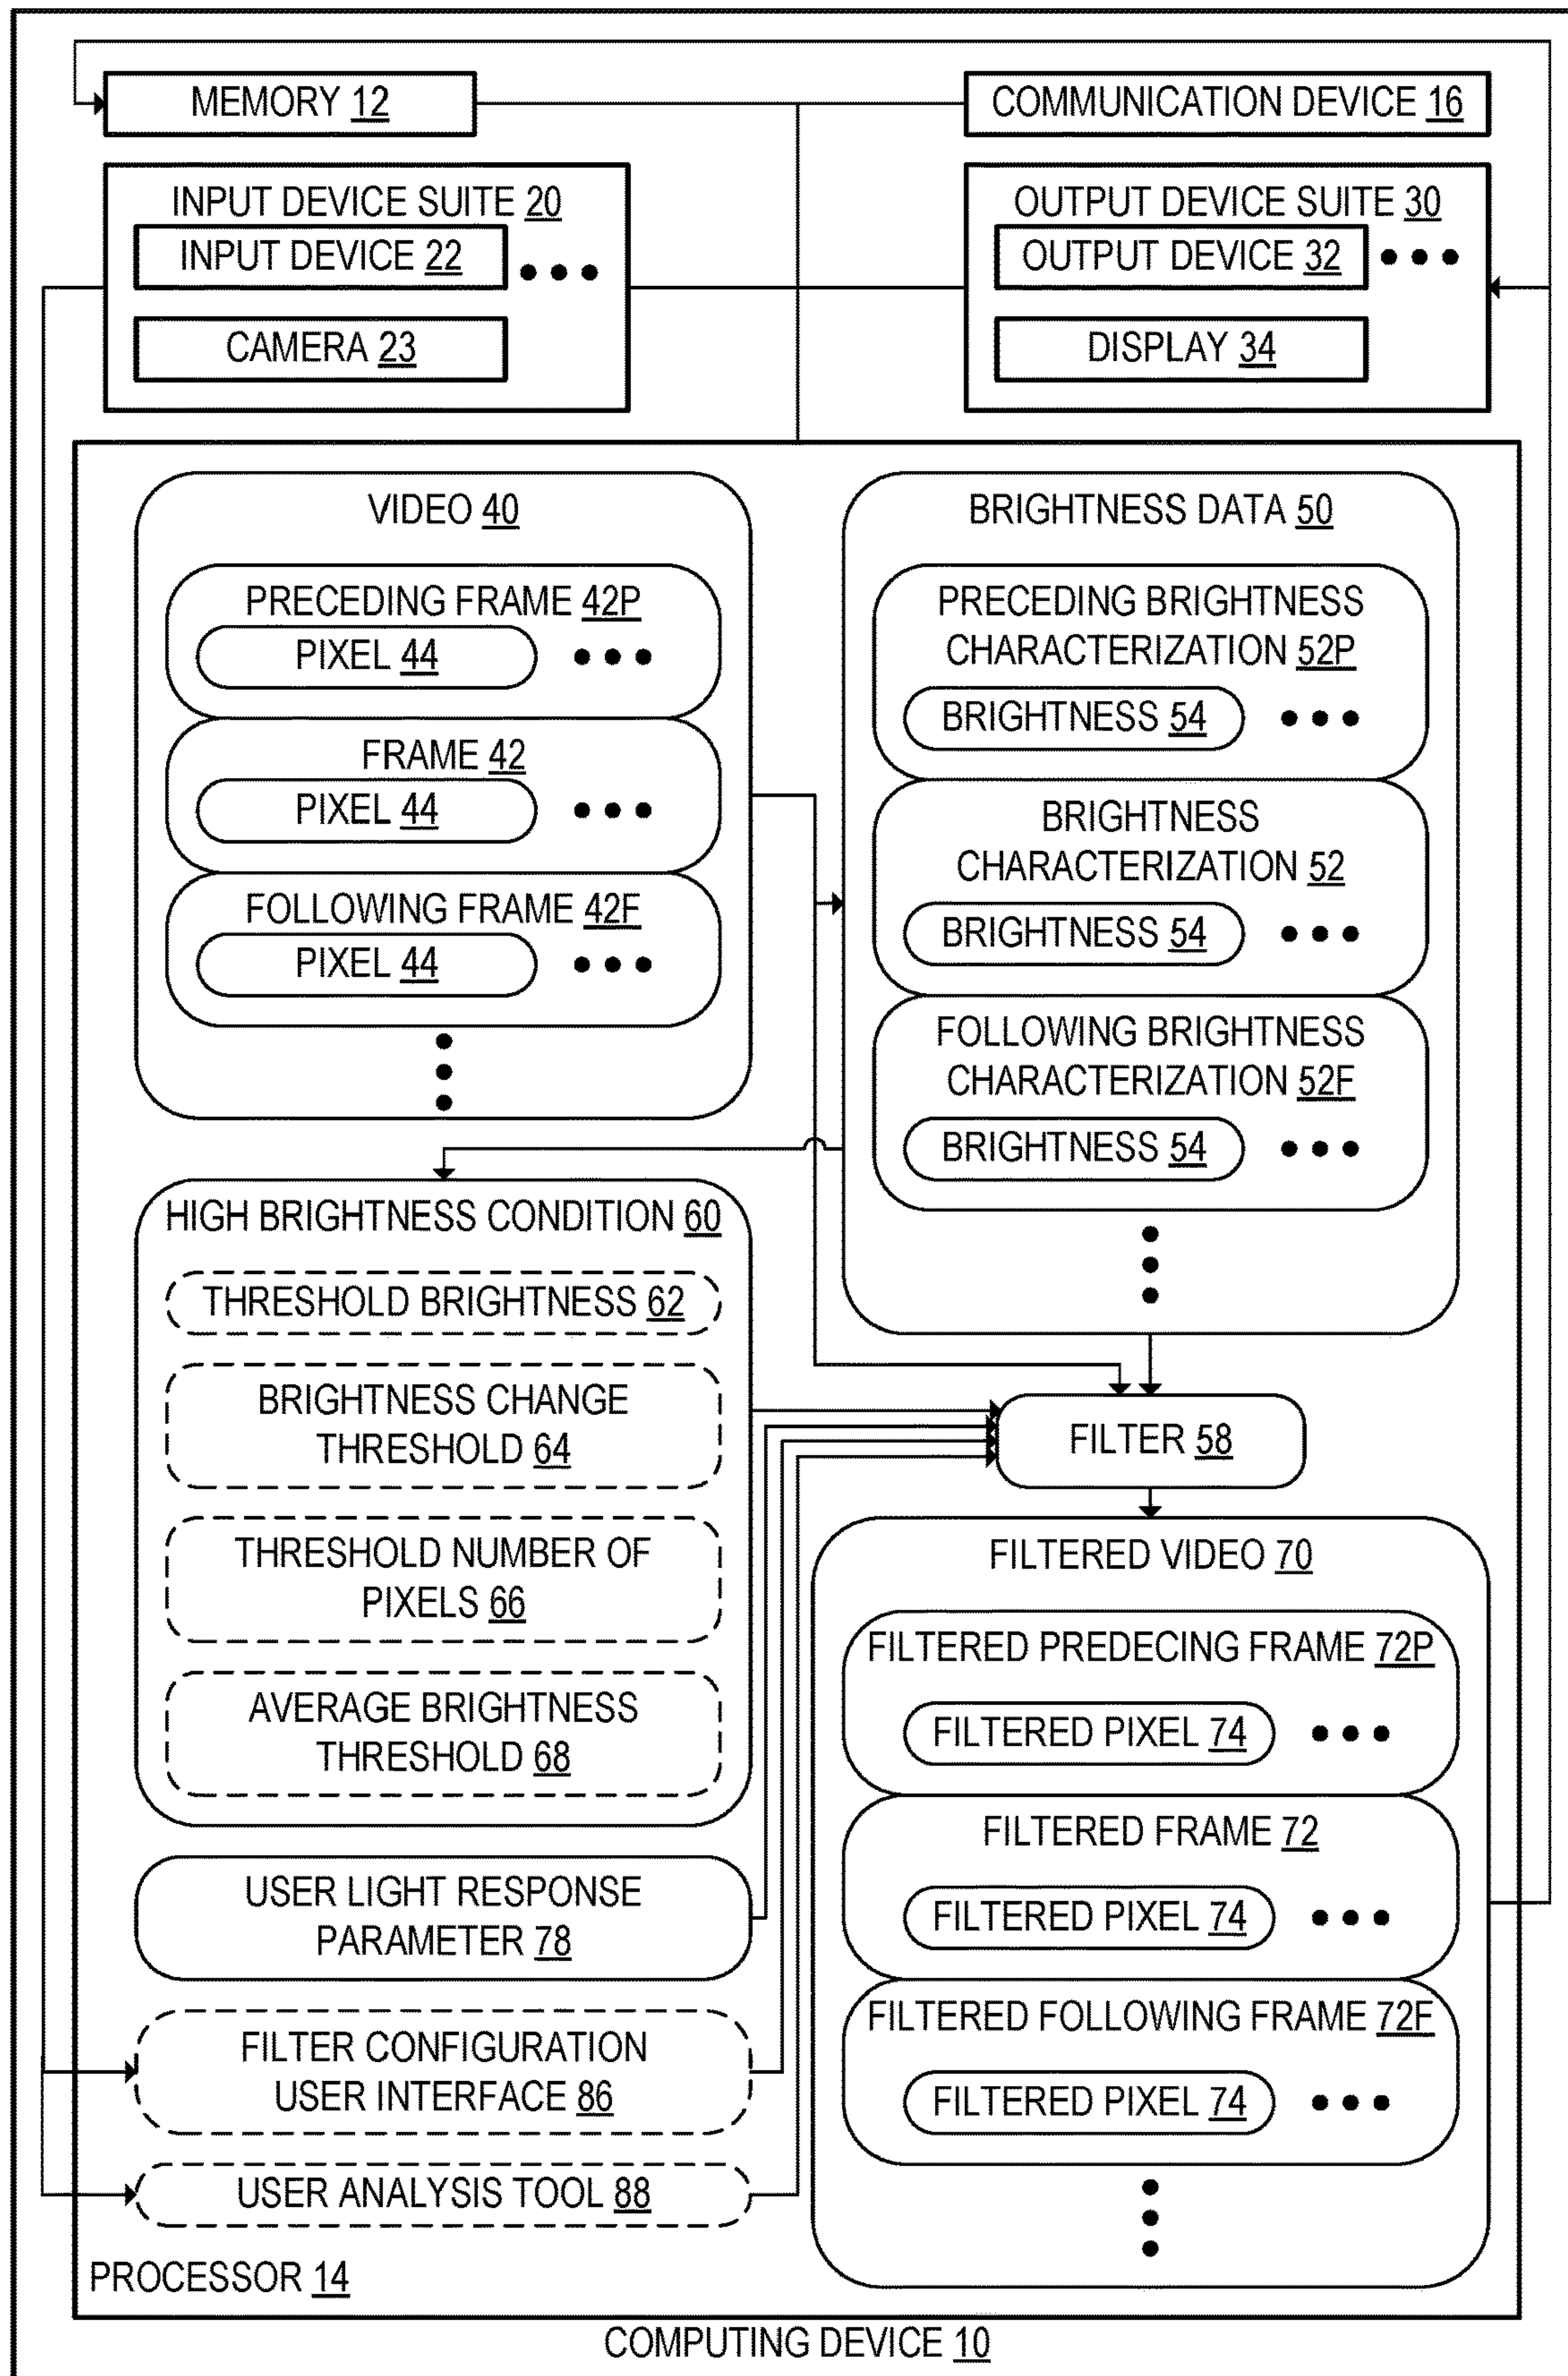 MEMORY 12
COMMUNICATION DEVICE 16
INPUT DEVICE SUITE 20
INPUT DEVICE 22
CAMERA 23
OUTPUT DEVICE SUITE 30
OUTPUT DEVICE 32
DISPLAY 34
VIDEO 40
PRECEDING FRAME 42P
PIXEL 44
FRAME 42
PIXEL 44
FOLLOWING FRAME 42F
PIXEL 44
BRIGHTNESS DATA 50
PRECEDING BRIGHTNESS
CHARACTERIZATION 52P
BRIGHTNESS 54
BRIGHTNESS
CHARACTERIZATION 52
BRIGHTNESS 54
FOLLOWING BRIGHTNESS
CHARACTERIZATION 52F
BRIGHTNESS 54
HIGH BRIGHTNESS CONDITION 60
THRESHOLD BRIGHTNESS 62
BRIGHTNESS CHANGE
THRESHOLD 64
THRESHOLD NUMBER OF
PIXELS 66
AVERAGE BRIGHTNESS
THRESHOLD 68
FILTER 58
FILTERED VIDEO 70
FILTERED PREDECING FRAME 72P
FILTERED PIXEL 74
FILTERED FRAME 72
FILTERED PIXEL 74
FILTERED FOLLOWING FRAME 72F
FILTERED PIXEL 74
USER LIGHT RESPONSE
PARAMETER 78
FILTER CONFIGURATION
USER INTERFACE 86
USER ANALYSIS TOOL 88
PROCESSOR 14
COMPUTING DEVICE 10